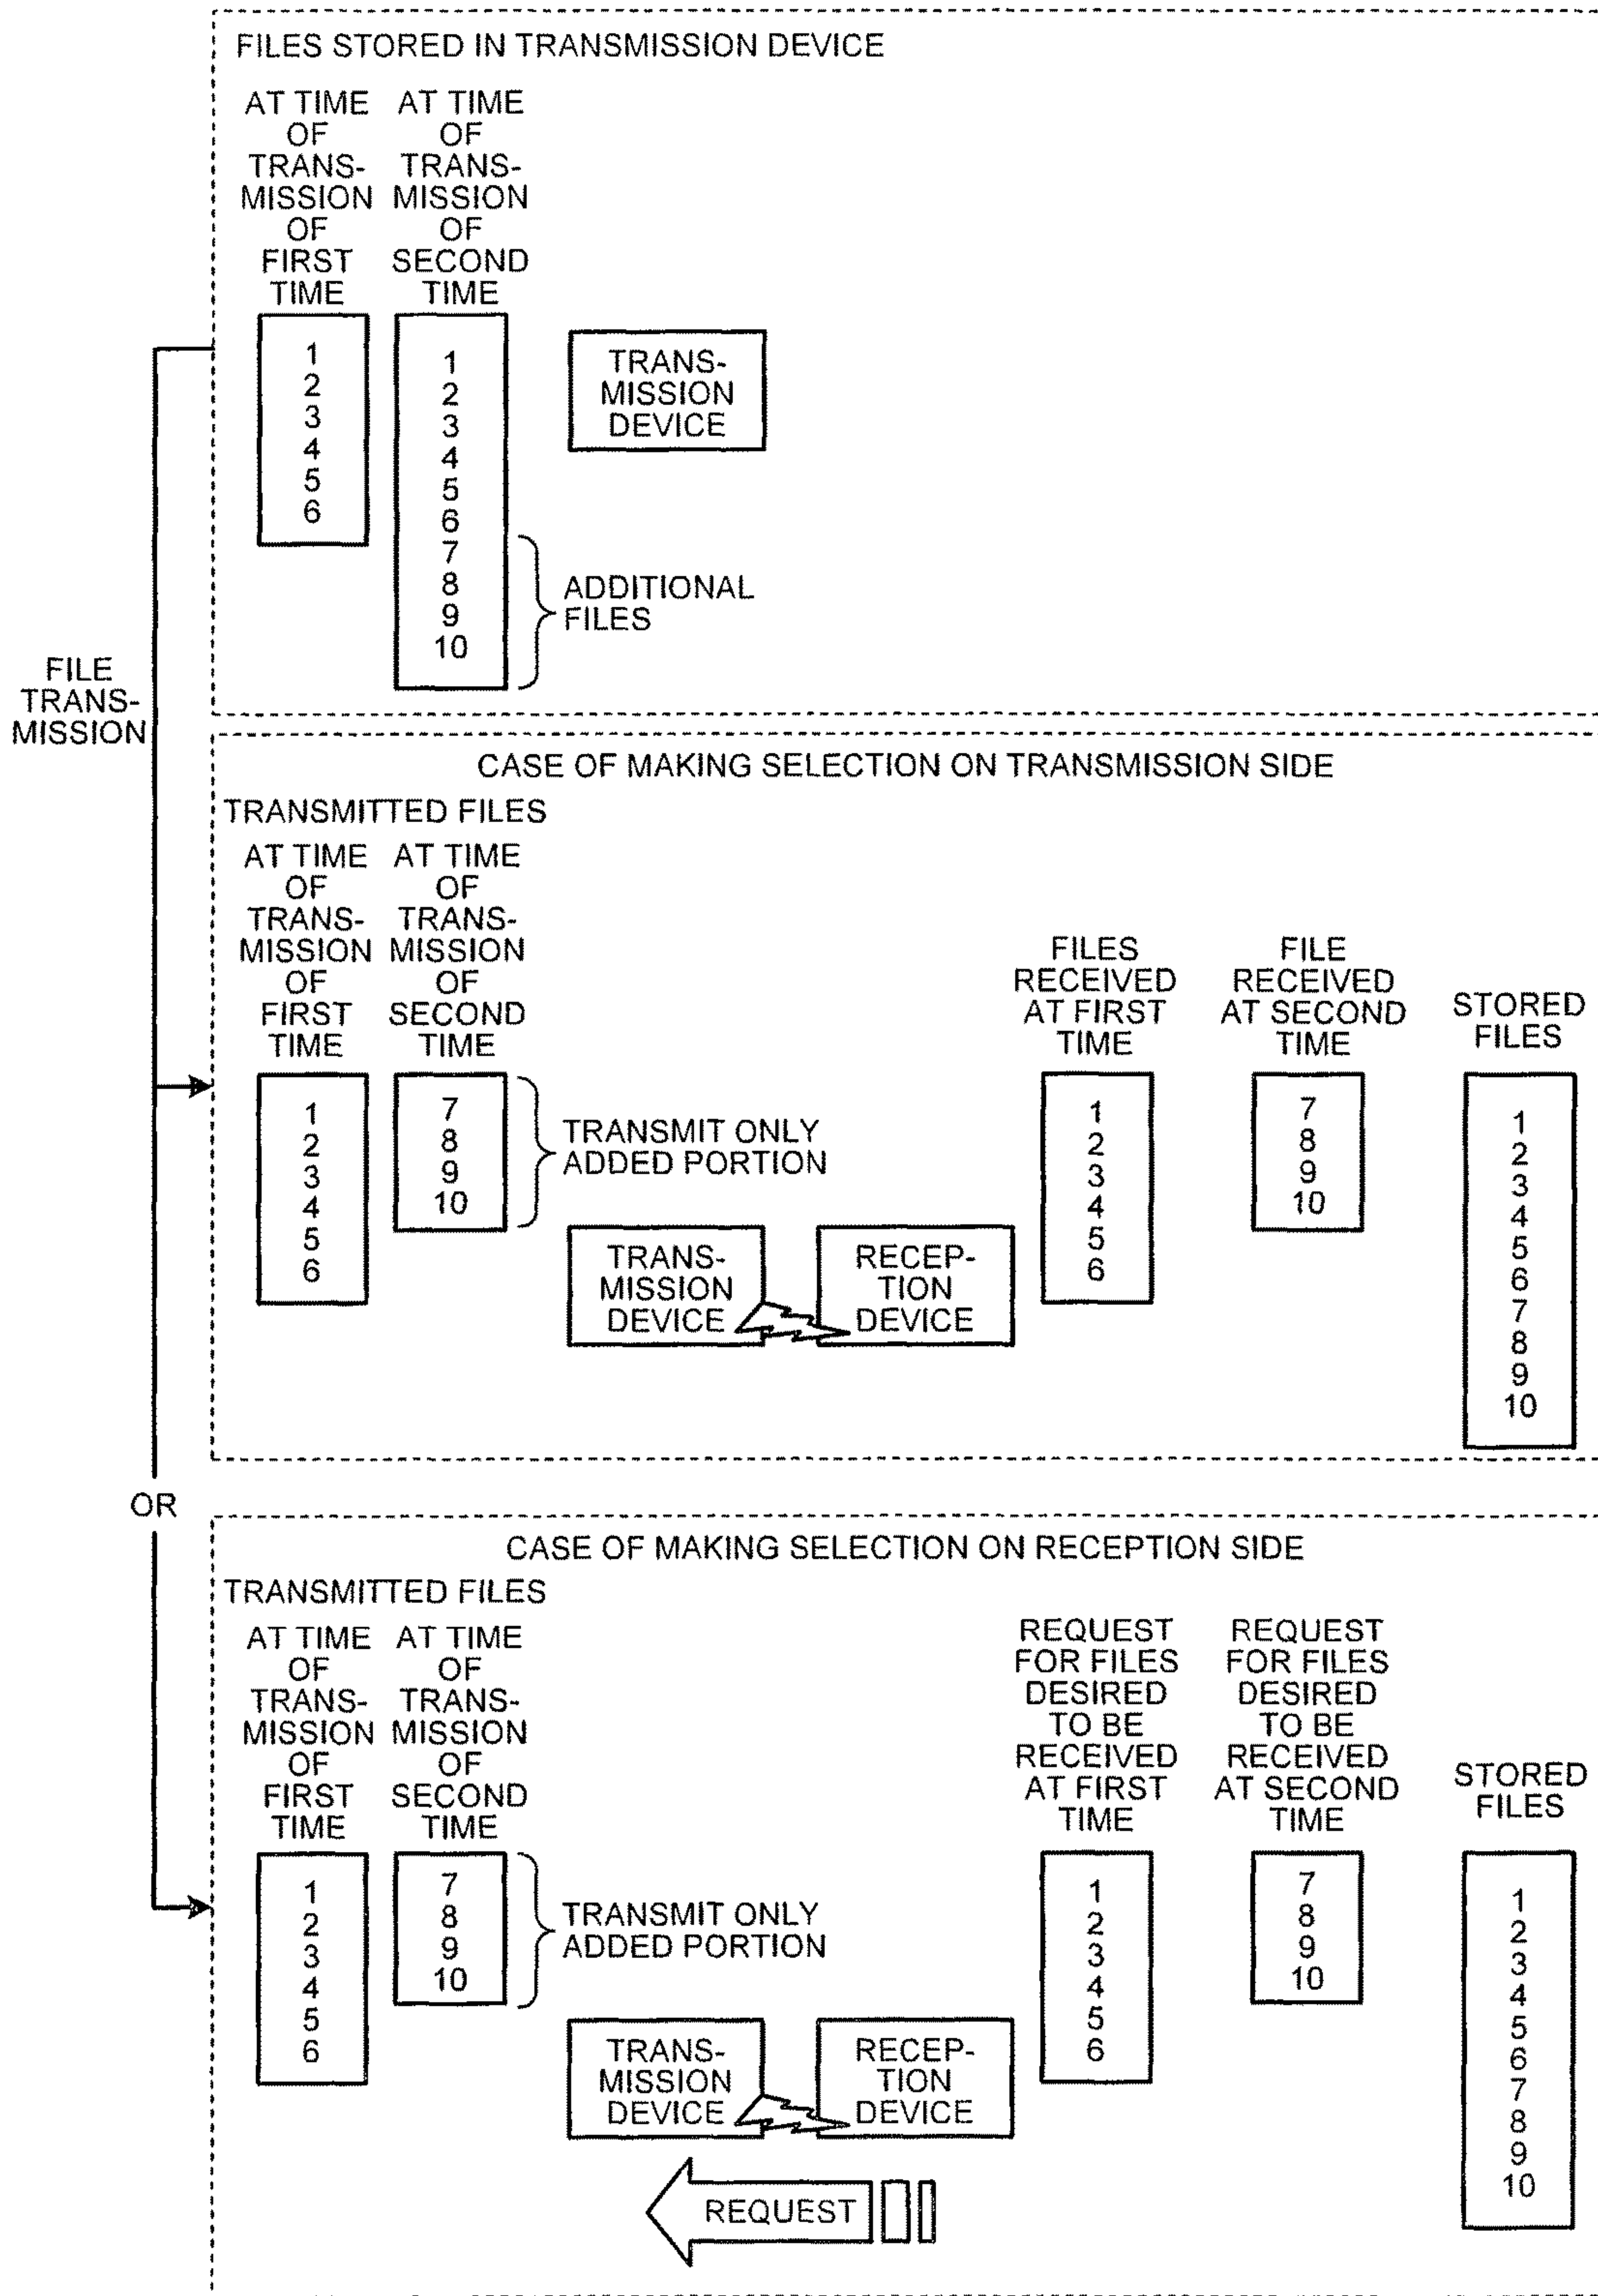 FILES STORED IN TRANSMISSION DEVICE
AT TIME
OF
TRANS-
MISSION
OF
FIRST
TIME
AT TIME
OF
TRANS-
MISSION
OF
SECOND
TIME
1
2
3
4
5
6
1
2
3
4
5
6
7
8
9
10
TRANS-
MISSION
DEVICE
ADDITIONAL
FILES
FILE
TRANS-
MISSION
CASE OF MAKING SELECTION ON TRANSMISSION SIDE
TRANSMITTED FILES
AT TIME
OF
TRANS-
MISSION
OF
FIRST
TIME
AT TIME
OF
TRANS-
MISSION
OF
SECOND
TIME
1
2
3
4
5
6
7
8
9
10
TRANSMIT ONLY
ADDED PORTION
TRANS-
MISSION
DEVICE
RECEP-
TION
DEVICE
FILES
RECEIVED
AT FIRST
TIME
1
2
3
4
5
6
FILE
RECEIVED
AT SECOND
TIME
7
8
9
10
STORED
FILES
1
2
3
4
5
6
7
8
9
10
OR
CASE OF MAKING SELECTION ON RECEPTION SIDE
TRANSMITTED FILES
AT TIME
OF
TRANS-
MISSION
OF
FIRST
TIME
AT TIME
OF
TRANS-
MISSION
OF
SECOND
TIME
1
2
3
4
5
6
7
8
9
10
TRANSMIT ONLY
ADDED PORTION
TRANS-
MISSION
DEVICE
RECEP-
TION
DEVICE
REQUEST
REQUEST
FOR FILES
DESIRED
TO BE
RECEIVED
AT FIRST
TIME
1
2
3
4
5
6
REQUEST
FOR FILES
DESIRED
TO BE
RECEIVED
AT SECOND
TIME
7
8
9
10
STORED
FILES
1
2
3
4
5
6
7
8
9
10